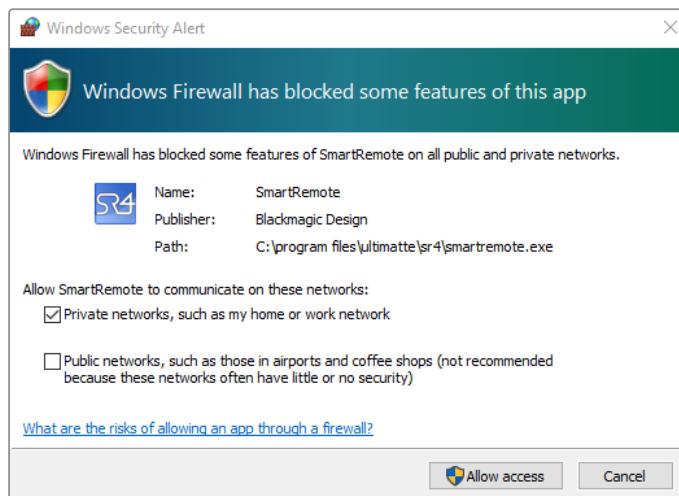 Windows Security Alert
Windows Firewall has blocked some features of this app
Windows Firewall has blocked some features of SmartRemote on all public and private networks.
SR4
Name: SmartRemote
Publisher: Blackmagic Design
Path: C:\program files\ultimatte\sr4\smartremote.exe
Allow SmartRemote to communicate on these networks:
Private networks, such as my home or work network
Public networks, such as those in airports and coffee shops (not recommended
because these networks often have little or no security)
What are the risks of allowing an app through a firewall?
Allow access Cancel